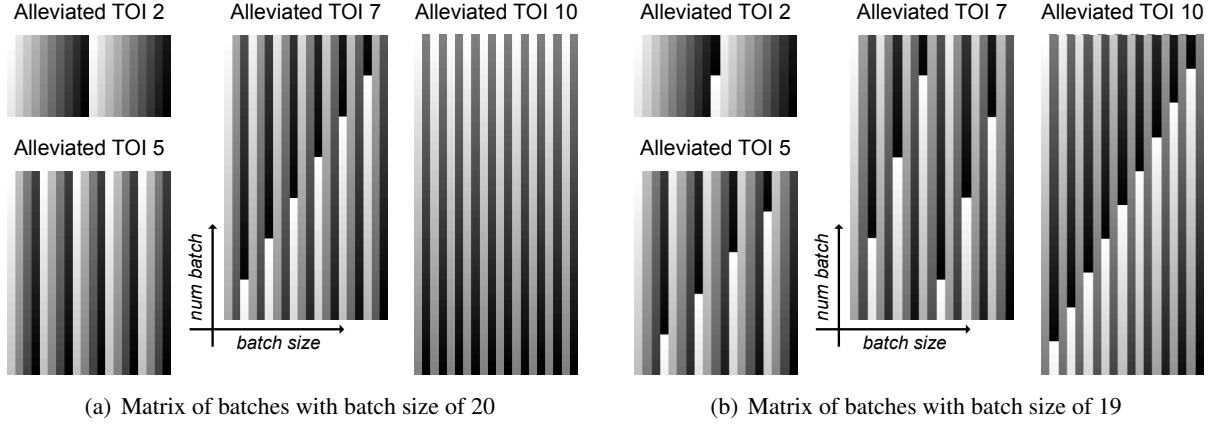 Alleviated TOI 2
Alleviated TOI 7
Alleviated TOI 10
Alleviated TOI 5
num batch
batch size
(a) Matrix of batches with batch size of 20
Alleviated TOI 2
Alleviated TOI 7
Alleviated TOI 10
Alleviated TOI 5
num batch
batch size
(b) Matrix of batches with batch size of 19